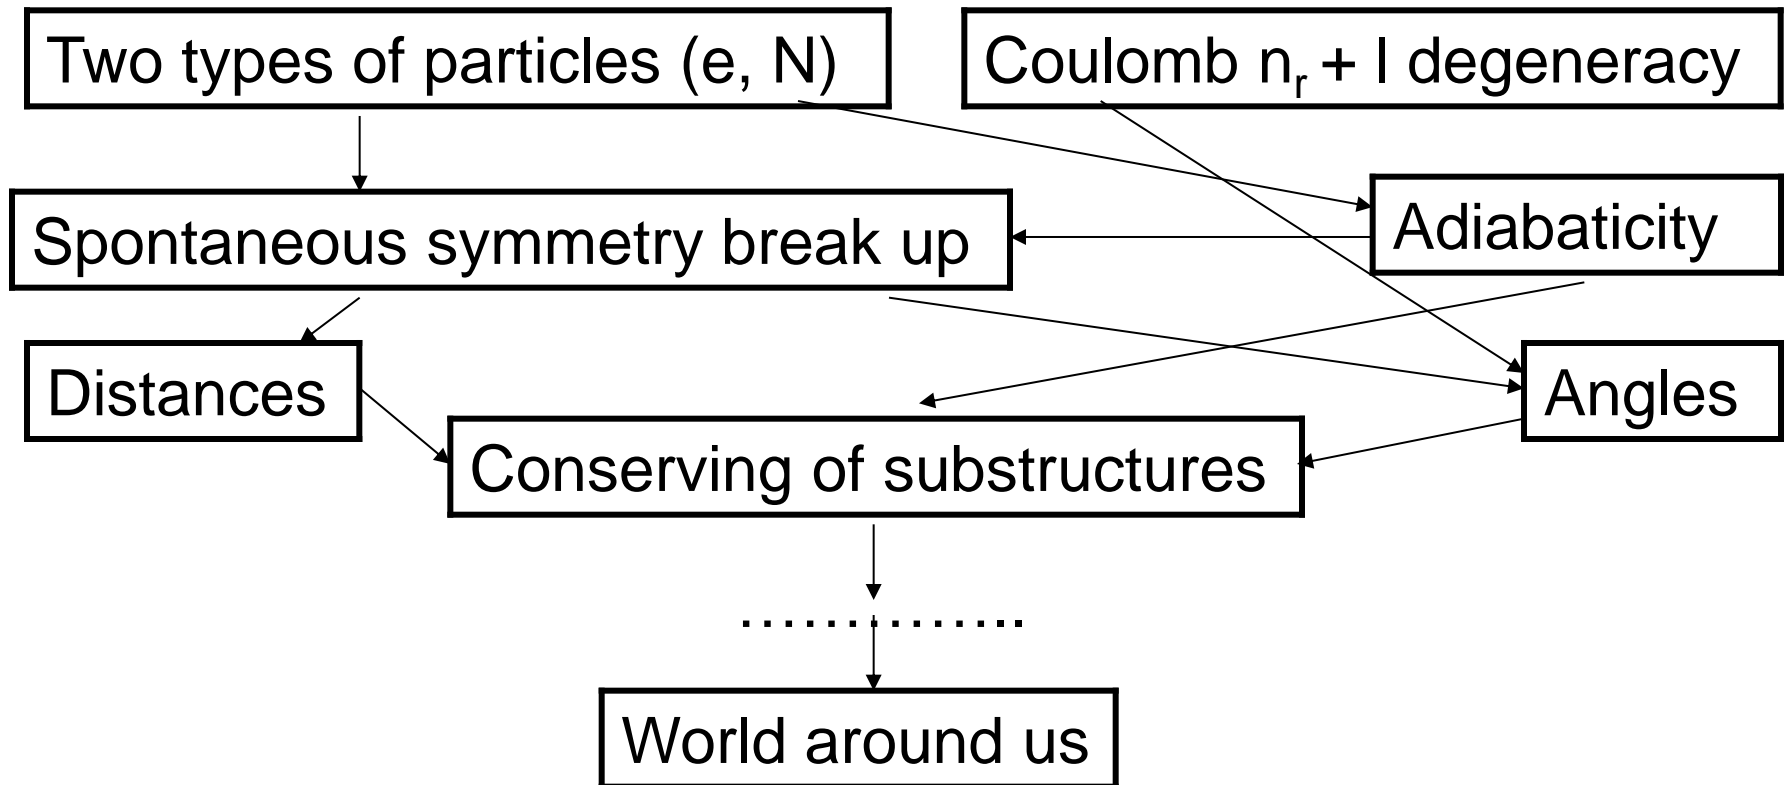 Two types of particles (e, N)
Coulomb nᵣ + l degeneracy
Spontaneous symmetry break up
Adiabaticity
Distances
Angles
Conserving of substructures
…………..
World around us